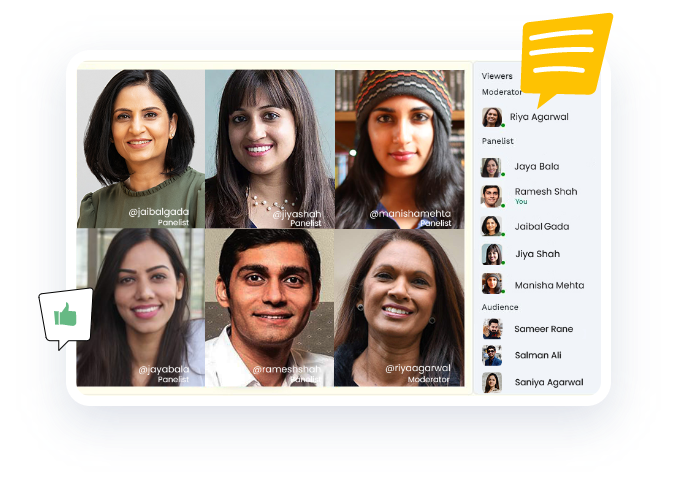 @jaibalgada
Panelist
@jiyashah
Panelist
@manishamehta
Panelist
@jayabala
Panelist
@rameshshah
Panelist
@riyaagarwal
Moderator
Viewers
Moderator
Riya Agarwal
Panelist
Jaya Bala
Ramesh Shah
You
Jaibal Gada
Jiya Shah
Manisha Mehta
Audience
Sameer Rane
Salman Ali
Saniya Agarwal